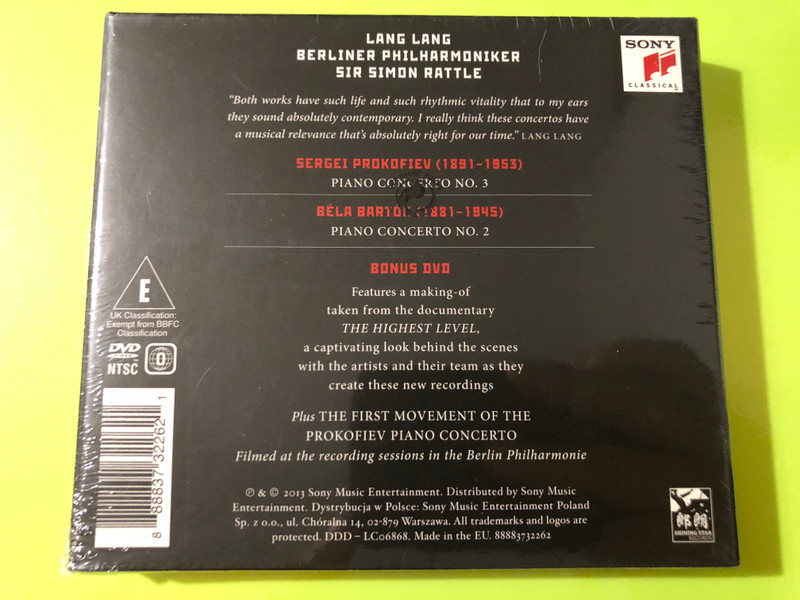 LANG LANG
BERLINER PHILHARMONIKER
SIR SIMON RATTLE
SONY
CLASSICAL
“Both works have such life and such rhythmic vitality that to my ears
they sound absolutely contemporary. I really think these concertos have
a musical relevance that’s absolutely right for our time.” LANG LANG
SERGEI PROKOFIEV (1891–1953)
PIANO CONCERTO NO. 3
BÉLA BARTÓK (1881–1945)
PIANO CONCERTO NO. 2
BONUS DVD
Features a making-of
taken from the documentary
THE HIGHEST LEVEL,
a captivating look behind the scenes
with the artists and their team as they
create these new recordings
Plus THE FIRST MOVEMENT OF THE
PROKOFIEV PIANO CONCERTO
Filmed at the recording sessions in the Berlin Philharmonie
E
UK Classification:
Exempt from BBFC
Classification
DVD
VIDEO
NTSC
0
8 88837 32262 1
℗ & © 2013 Sony Music Entertainment. Distributed by Sony Music
Entertainment. Dystrybucja w Polsce: Sony Music Entertainment Poland
Sp. z o.o., ul. Chóralna 14, 02-879 Warszawa. All trademarks and logos are
protected. DDD – LC06868. Made in the EU. 88883732262
郎朗
SHINING STAR
RECORDS